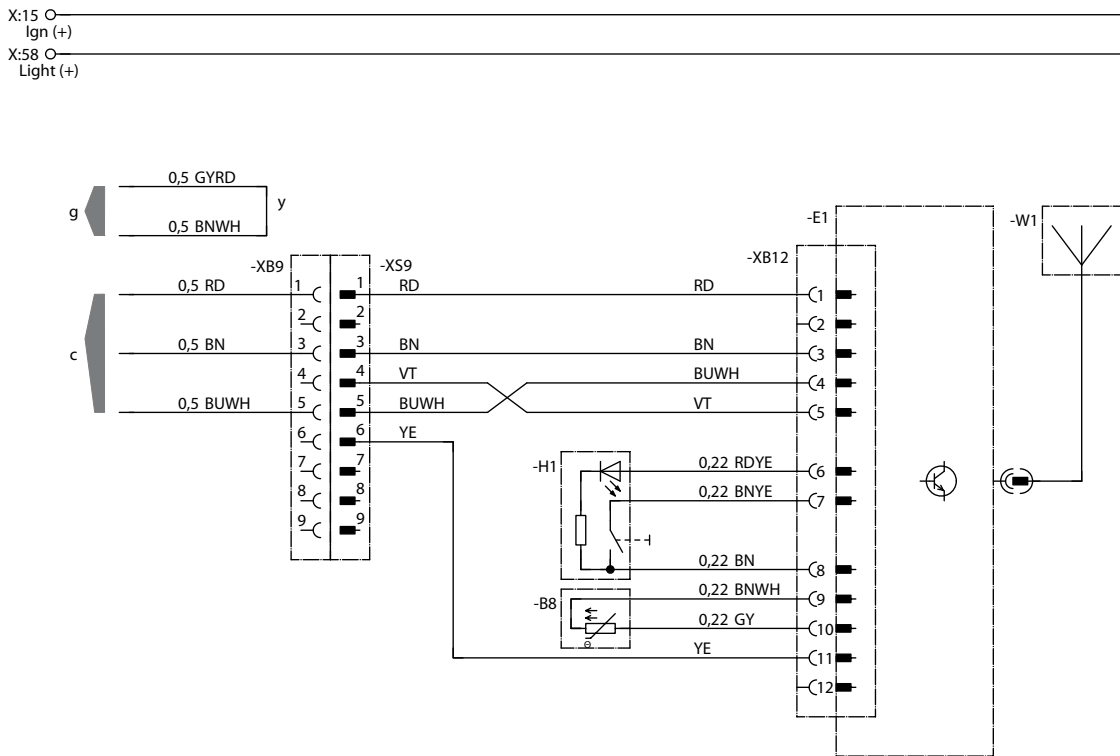 X:15
Ign (+)
X:58
Light (+)
0,5 GYRD
g
y
0,5 BNWH
-E1
-W1
-XB9
-XS9
-XB12
0,5 RD
1
1
RD
RD
1
2
2
2
c
0,5 BN
3
3
BN
BN
3
4
4
VT
BUWH
4
0,5 BUWH
5
5
BUWH
VT
5
6
6
YE
-H1
0,22 RDYE
6
7
7
0,22 BNYE
7
8
8
9
9
0,22 BN
8
-B8
0,22 BNWH
9
0,22 GY
10
θ
YE
11
12